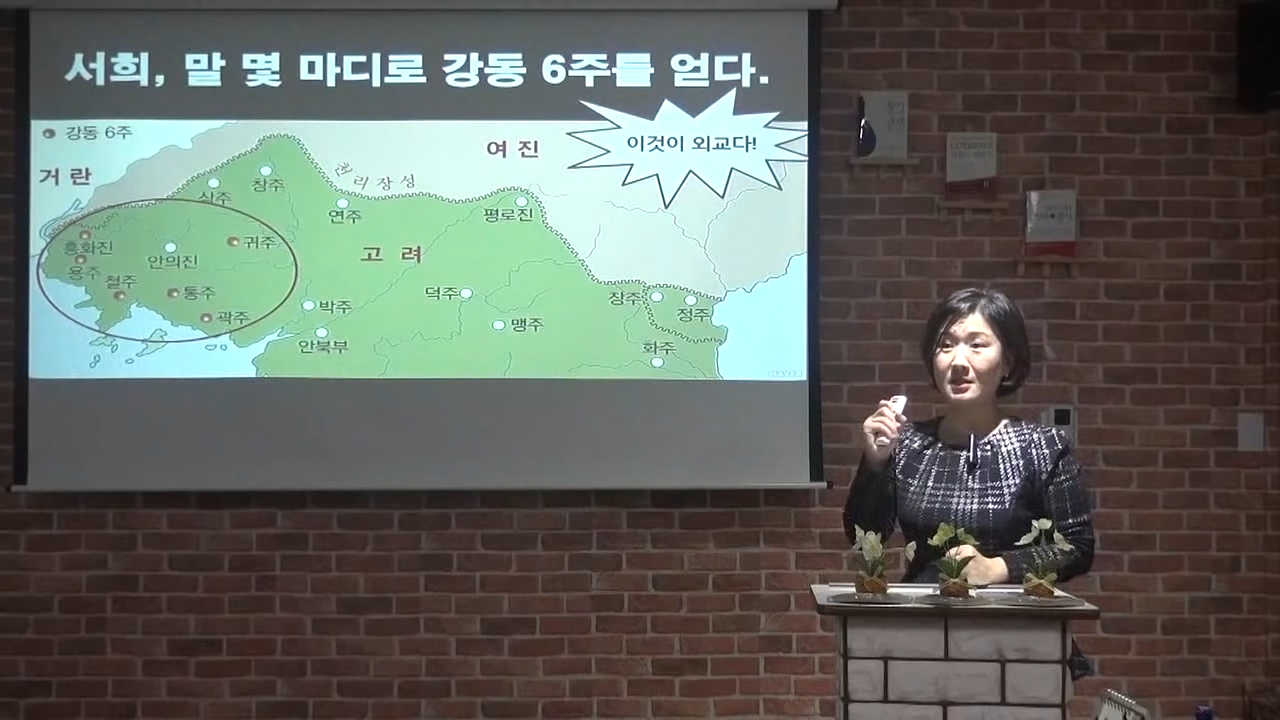 서희, 말 몇 마디로 강동 6주를 얻다.
이것이 외교다!
강동 6주
거 란
여 진
리 장 성
삭주
창주
연주
평로진
흥화진
용주
철주
안의진
귀주
통주
곽주
고 려
박주
안북부
덕주
맹주
장주
정주
화주
NAVER